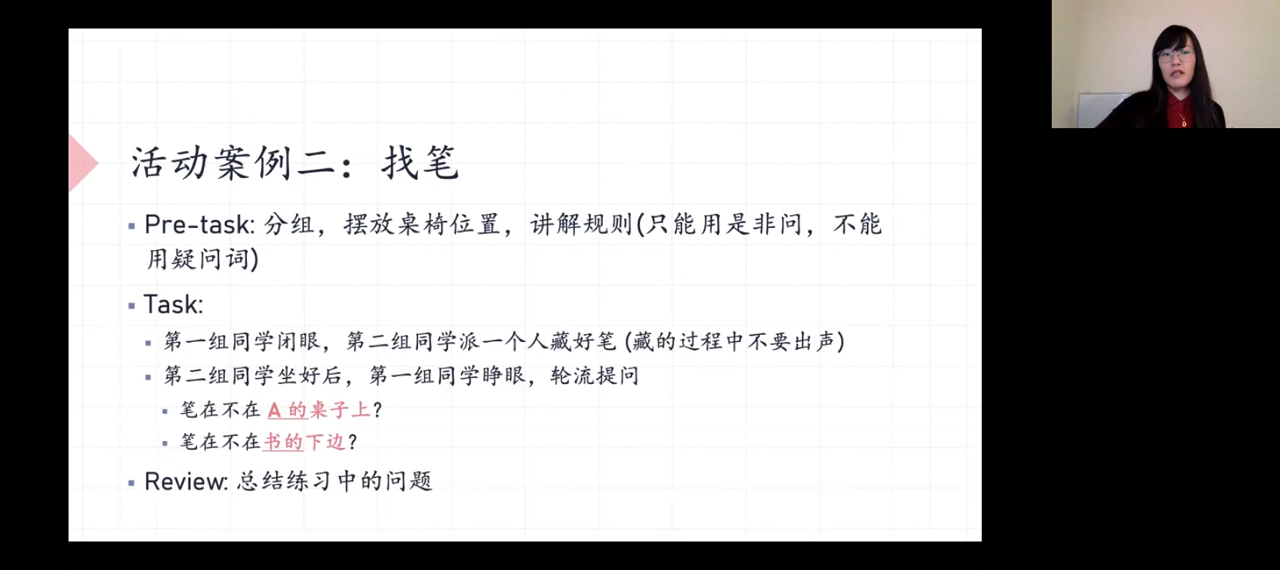 活动案例二：找笔
Pre-task: 分组，摆放桌椅位置，讲解规则(只能用是非问，不能
用疑问词)
Task:
第一组同学闭眼，第二组同学派一个人藏好笔 (藏的过程中不要出声)
第二组同学坐好后，第一组同学睁眼，轮流提问
笔在不在 A 的桌子上？
笔在不在书的下边？
Review: 总结练习中的问题